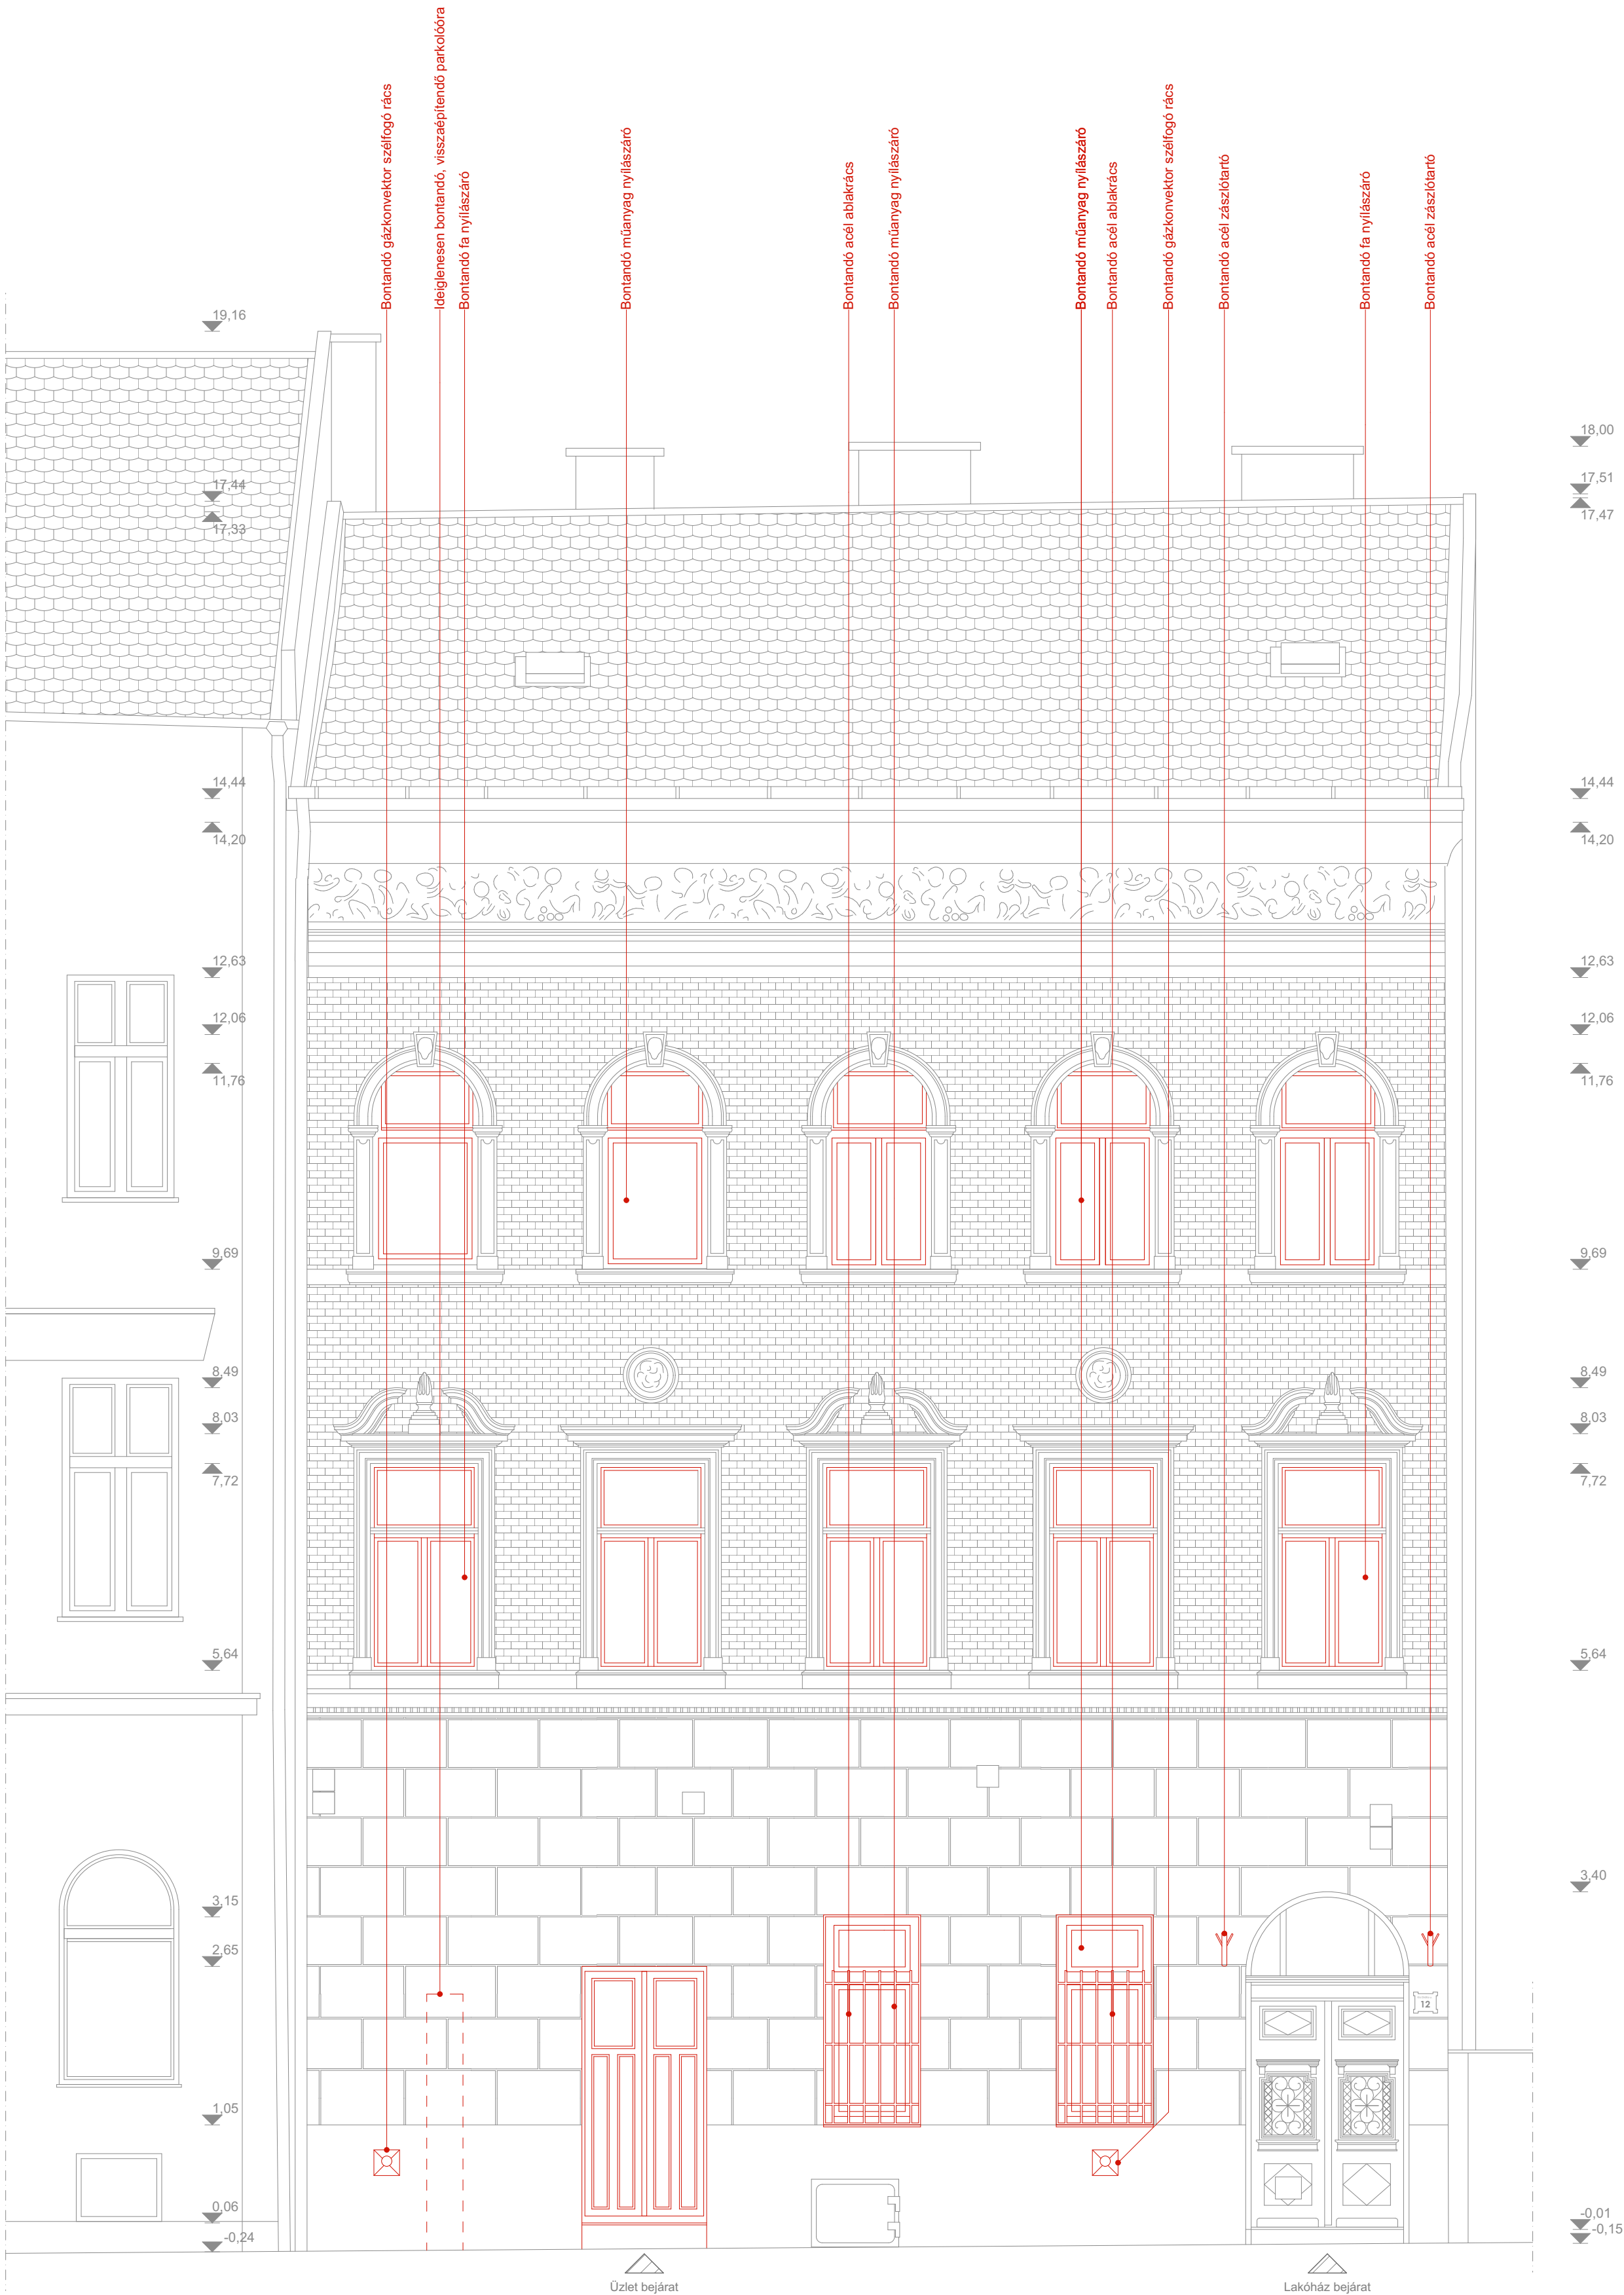 Bontandó gázkonvektor szélfogó rács
Ideiglenesen bontandó, visszaépítendő parkolóóra
Bontandó fa nyílászáró
Bontandó műanyag nyílászáró
Bontandó acél ablakrács
Bontandó műanyag nyílászáró
Bontandó műanyag nyílászáró
Bontandó acél ablakrács
Bontandó gázkonvektor szélfogó rács
Bontandó acél zászlótartó
Bontandó fa nyílászáró
Bontandó acél zászlótartó
19,16
18,00
17,44
17,51
17,33
17,47
14,44
14,44
14,20
14,20
12,63
12,63
12,06
12,06
11,76
11,76
9,69
9,69
8,49
8,49
8,03
8,03
7,72
7,72
5,64
5,64
3,15
3,40
2,65
12
1,05
0,06
-0,01
-0,24
-0,15
Üzlet bejárat
Lakóház bejárat